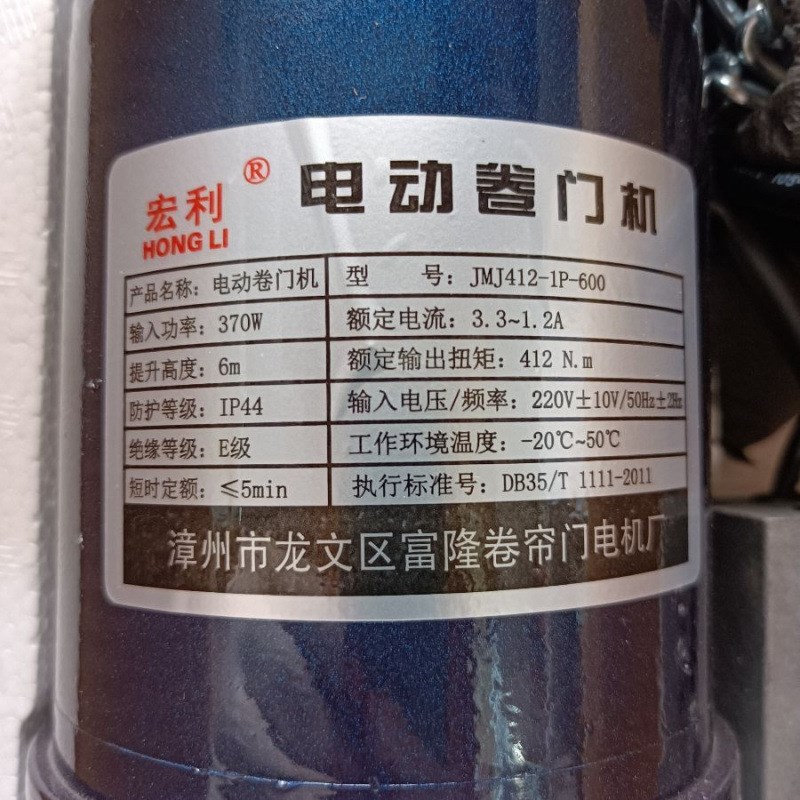 宏利®
HONG LI
电动卷门机
产品名称：电动卷门机 型 号：JMJ412-1P-600
输入功率：370W 额定电流：3.3~1.2A
提升高度：6m 额定输出扭矩：412 N.m
防护等级：IP44 输入电压/频率：220V±10V/50Hz±2Hz
绝缘等级：E级 工作环境温度：-20℃~50℃
短时定额：≤5min 执行标准号：DB35/T 1111-2011
漳州市龙文区富隆卷帘门电机厂